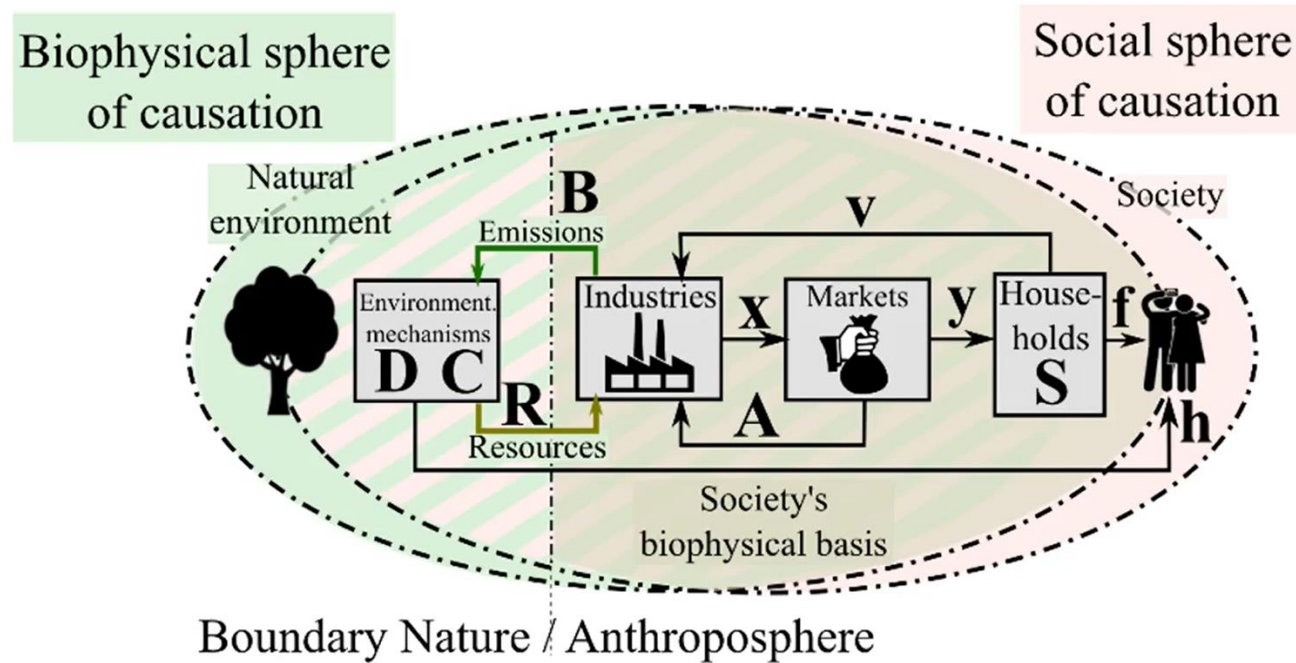 Biophysical sphere
of causation
Social sphere
of causation
Natural
environment
Society
B
Emissions
v
Environment.
mechanisms
D C
Industries
x
Markets
y
House-
holds
S
f
R
Resources
A
h
Society's
biophysical basis
Boundary Nature / Anthroposphere